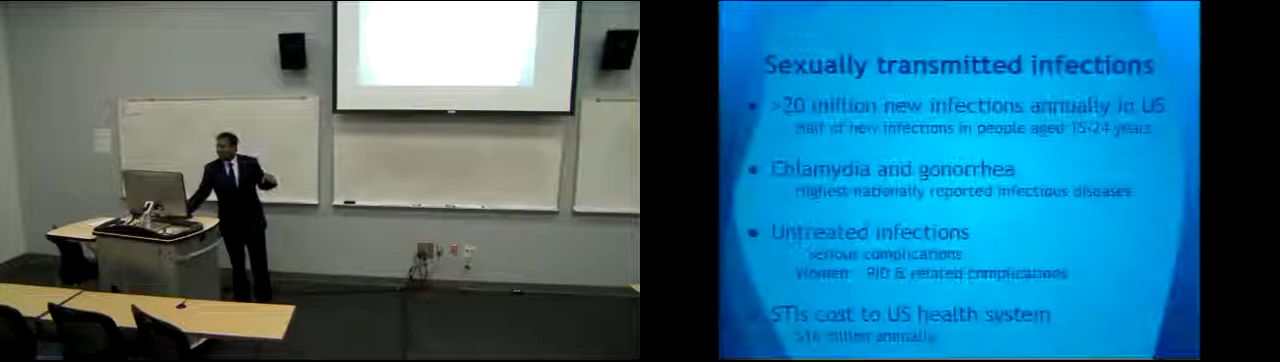 Sexually transmitted infections
• >20 million new infections annually in US
Half of new infections in people aged 15-24 years
• Chlamydia and gonorrhea
Highest nationally reported infectious diseases
• Untreated infections
serious complications
Women PID & related complications
STIs cost to US health system
annually